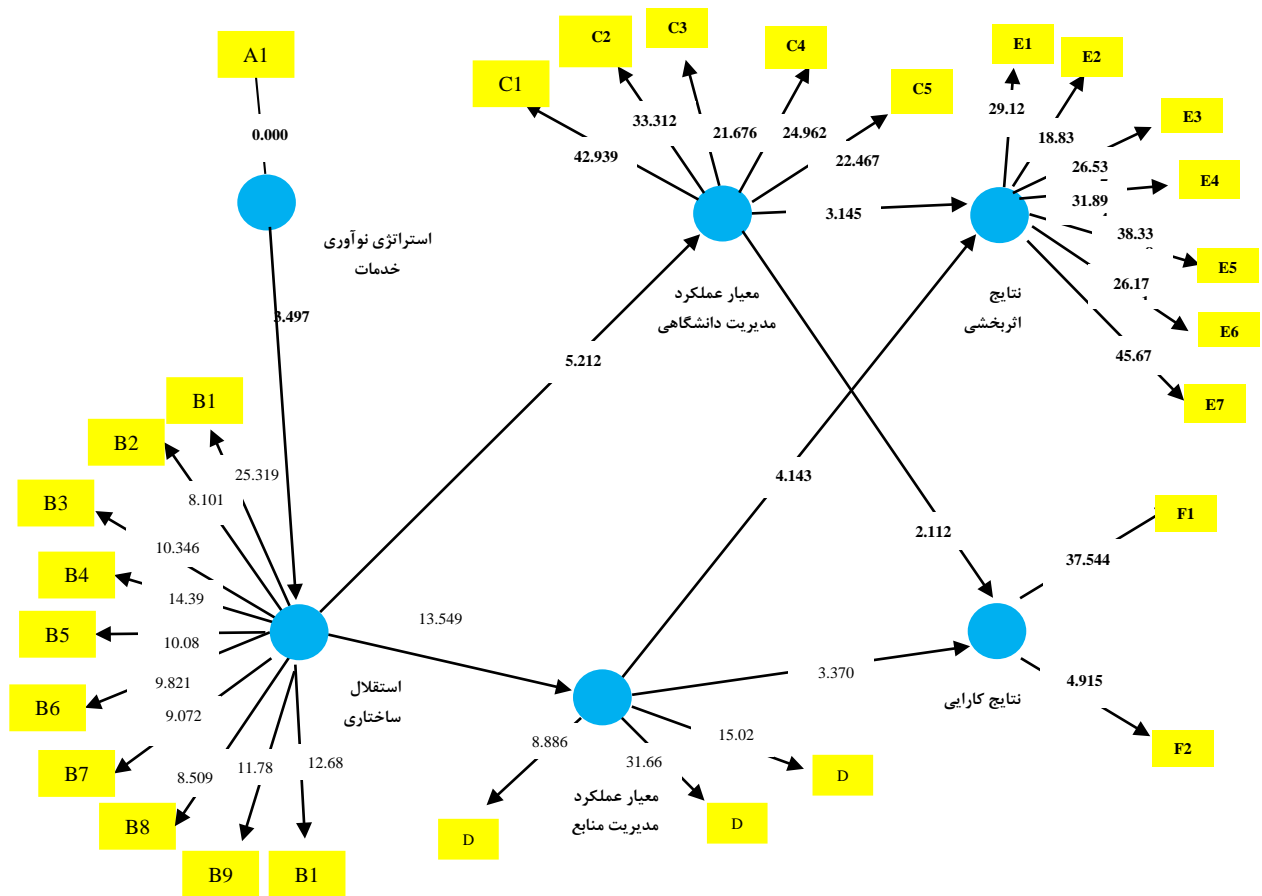 A1
C1
C2
C3
C4
C5
E1
E2
E3
E4
E5
E6
E7
0.000
42.939
33.312
21.676
24.962
22.467
29.12
18.83
26.53
31.89
38.33
26.17
45.67
3.145
استراتژی نوآوری
خدمات
معیار عملکرد
مدیریت دانشگاهی
نتایج
اثربخشی
3.497
5.212
4.143
2.112
B1
B2
B3
B4
B5
B6
B7
B8
B9
B1
25.319
8.101
10.346
14.39
10.08
9.821
9.072
8.509
11.78
12.68
استقلال
ساختاری
13.549
3.370
8.886
31.66
15.02
D
D
D
معیار عملکرد
مدیریت منابع
نتایج کارایی
F1
37.544
4.915
F2